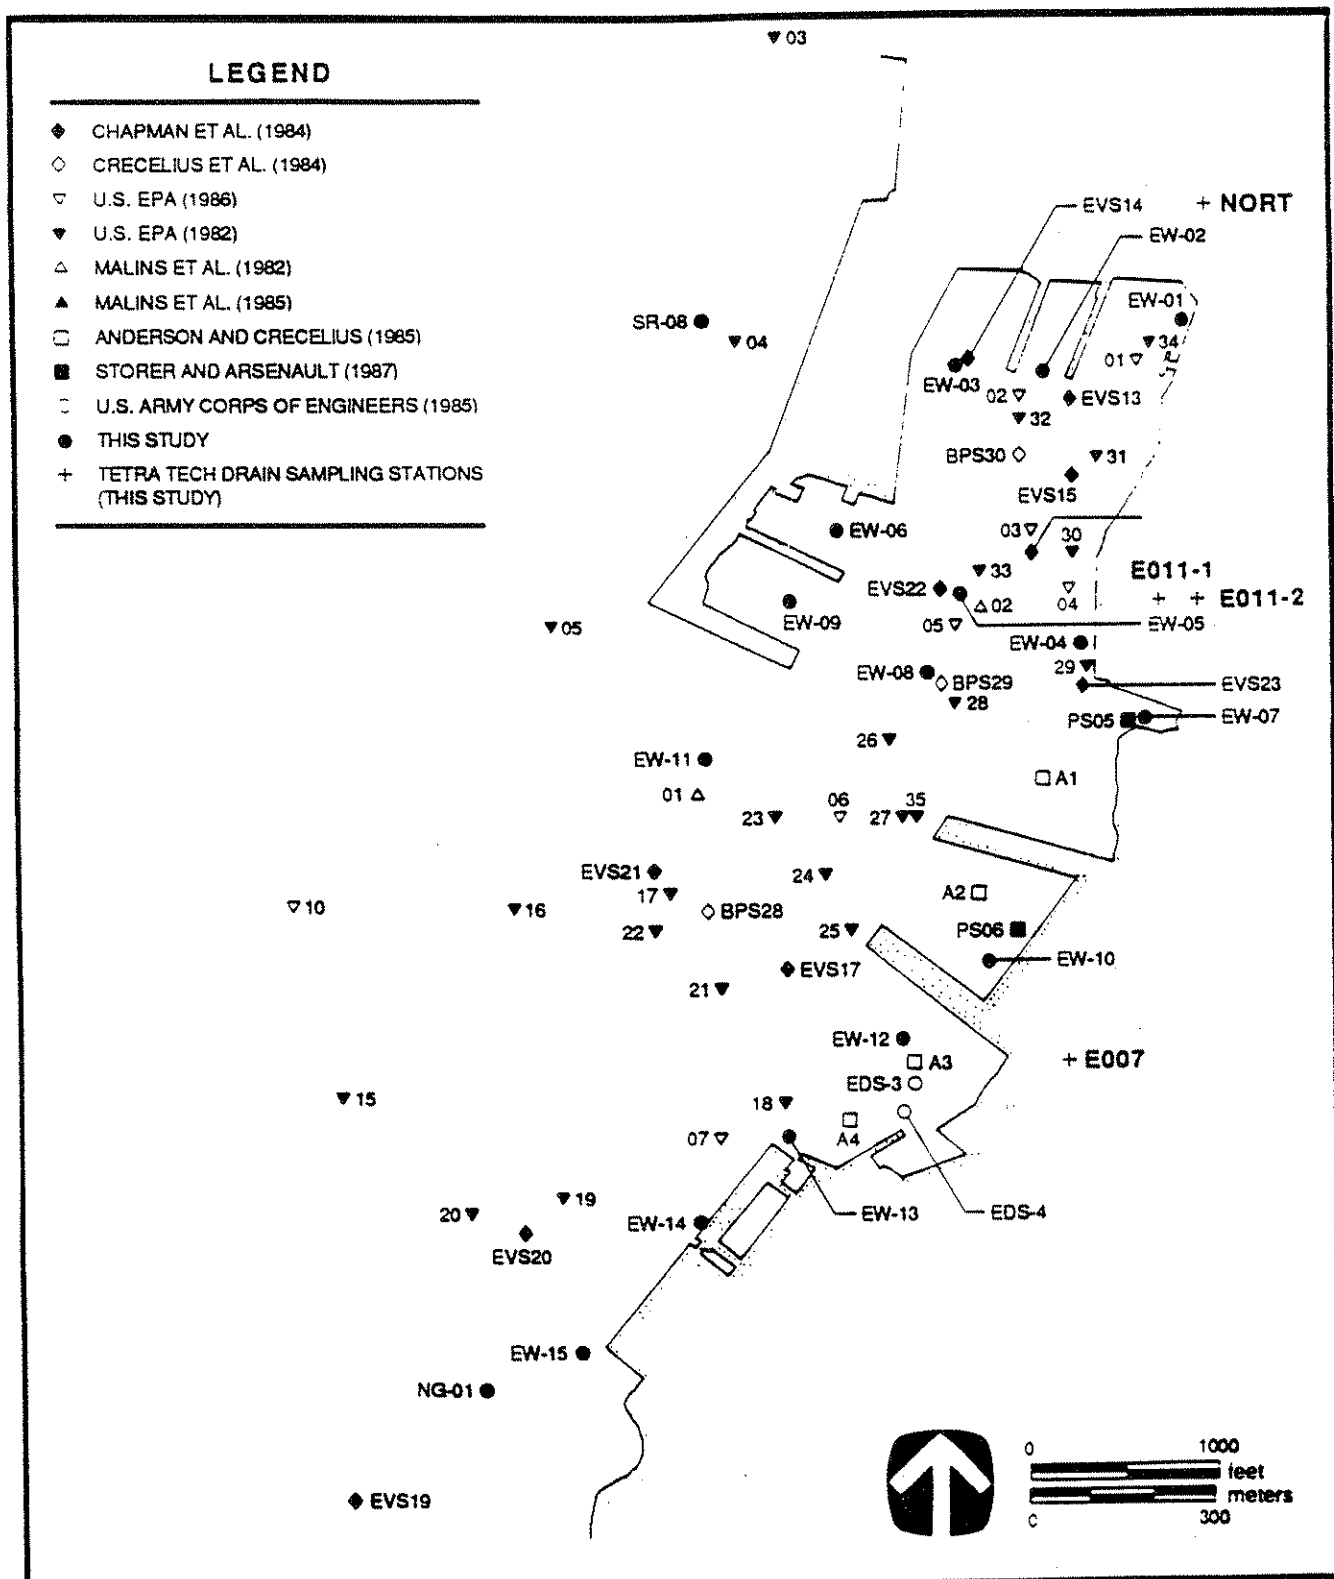 03
LEGEND
CHAPMAN ET AL. (1984)
CRECELIUS ET AL. (1984)
U.S. EPA (1986)
U.S. EPA (1982)
MALINS ET AL. (1982)
MALINS ET AL. (1985)
ANDERSON AND CRECELIUS (1985)
STORER AND ARSENAULT (1987)
U.S. ARMY CORPS OF ENGINEERS (1985)
THIS STUDY
TETRA TECH DRAIN SAMPLING STATIONS
(THIS STUDY)
EVS14
NORT
EW-02
EW-01
SR-08
04
34
01
EW-03
02
EVS13
32
BPS30
31
EVS15
03
30
EW-06
E011-1
33
EVS22
02
04
E011-2
EW-09
05
EW-05
05
EW-04
29
EW-08
BPS29
EVS23
28
PS05
EW-07
26
EW-11
A1
01
06
35
23
27
EVS21
24
17
A2
10
16
BPS28
22
25
PS06
EW-10
EVS17
21
EW-12
A3
E007
EDS-3
15
18
07
A4
19
20
EW-14
EW-13
EDS-4
EVS20
EW-15
NG-01
0
1000
feet
meters
0
300
EVS19